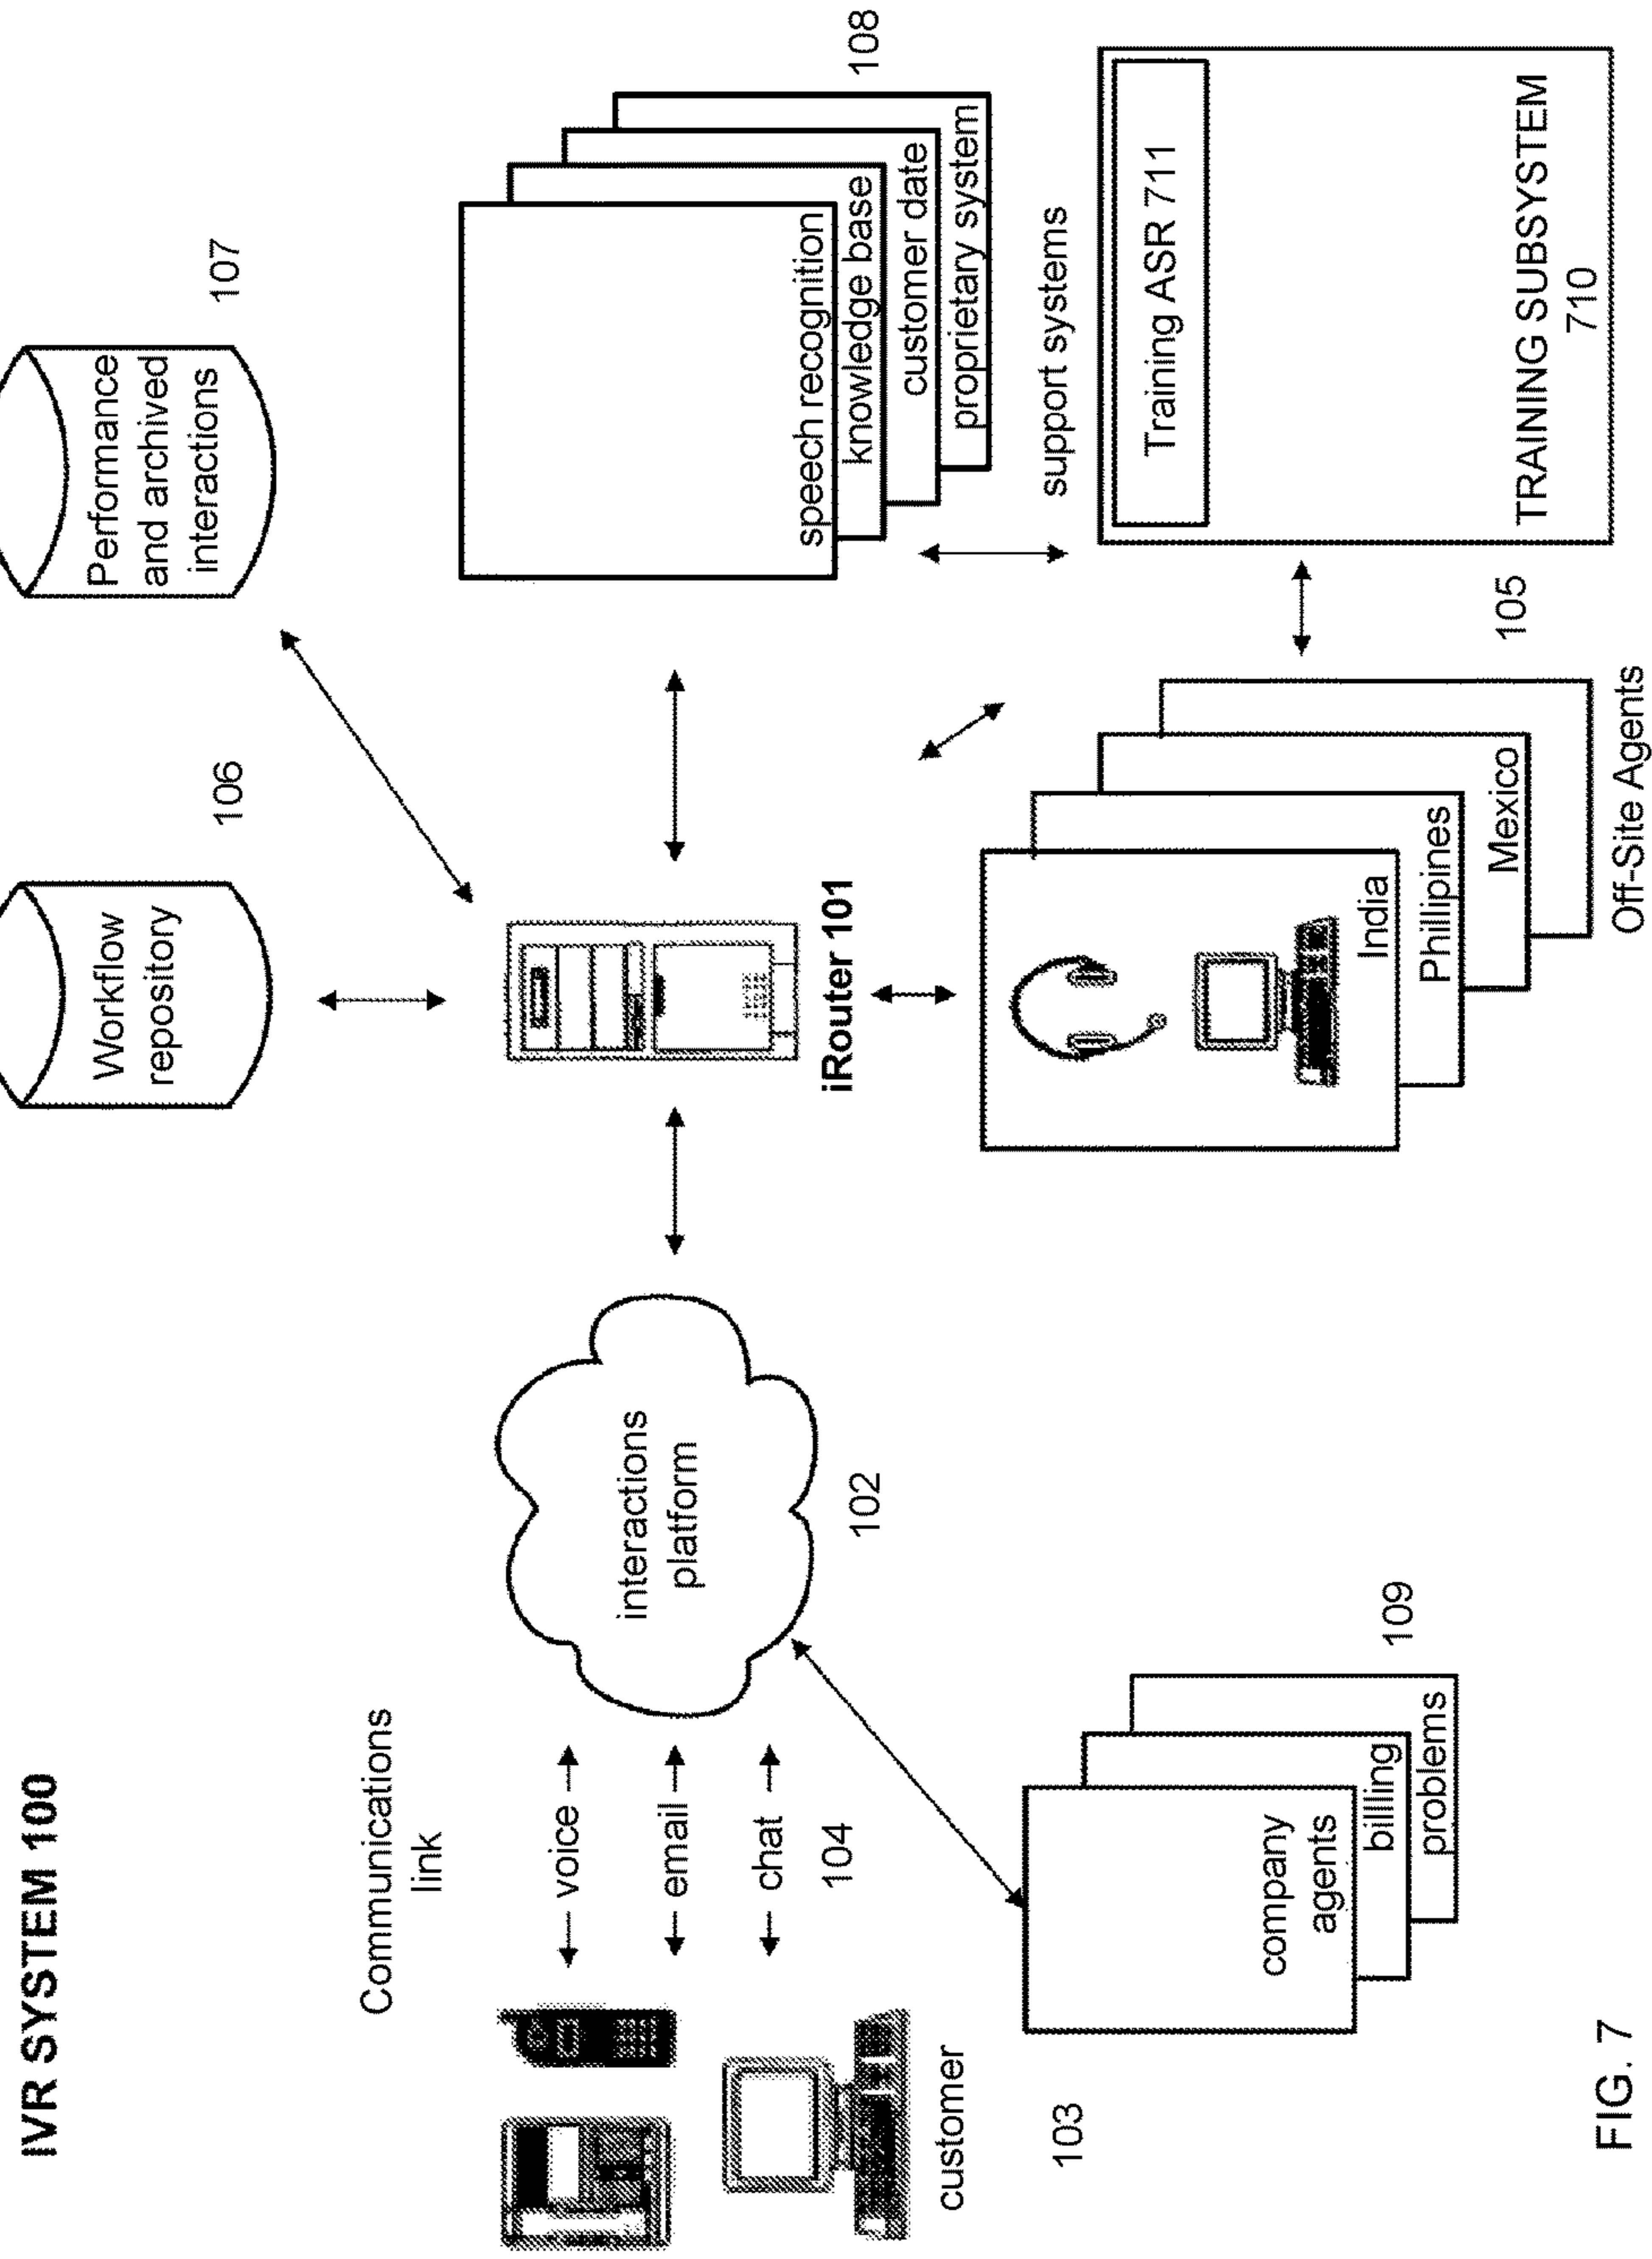 IVR SYSTEM 100
Communications
link
voice
email
chat
104
customer
103
interactions
platform
102
company
agents
billling
problems
109
Workflow
repository
106
Performance
and archived
interactions
107
iRouter 101
speech recognition
knowledge base
customer date
proprietary system
108
support systems
India
Phillipines
Mexico
105
Off-Site Agents
Training ASR 711
TRAINING SUBSYSTEM
710
FIG. 7